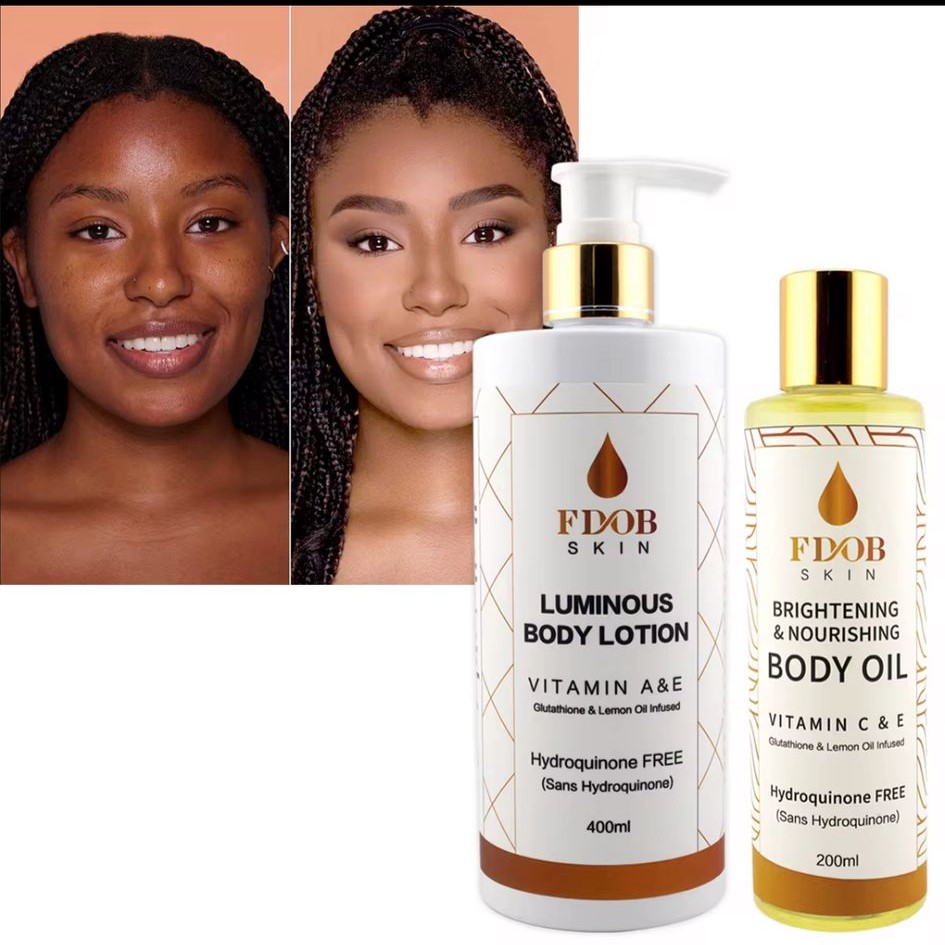 FDOB
SKIN
LUMINOUS
BODY LOTION
VITAMIN A&E
Glutathione & Lemon Oil Infused
Hydroquinone FREE
(Sans Hydroquinone)
400ml
FDOB
SKIN
BRIGHTENING
& NOURISHING
BODY OIL
VITAMIN C & E
Glutathione & Lemon Oil Infused
Hydroquinone FREE
(Sans Hydroquinone)
200ml